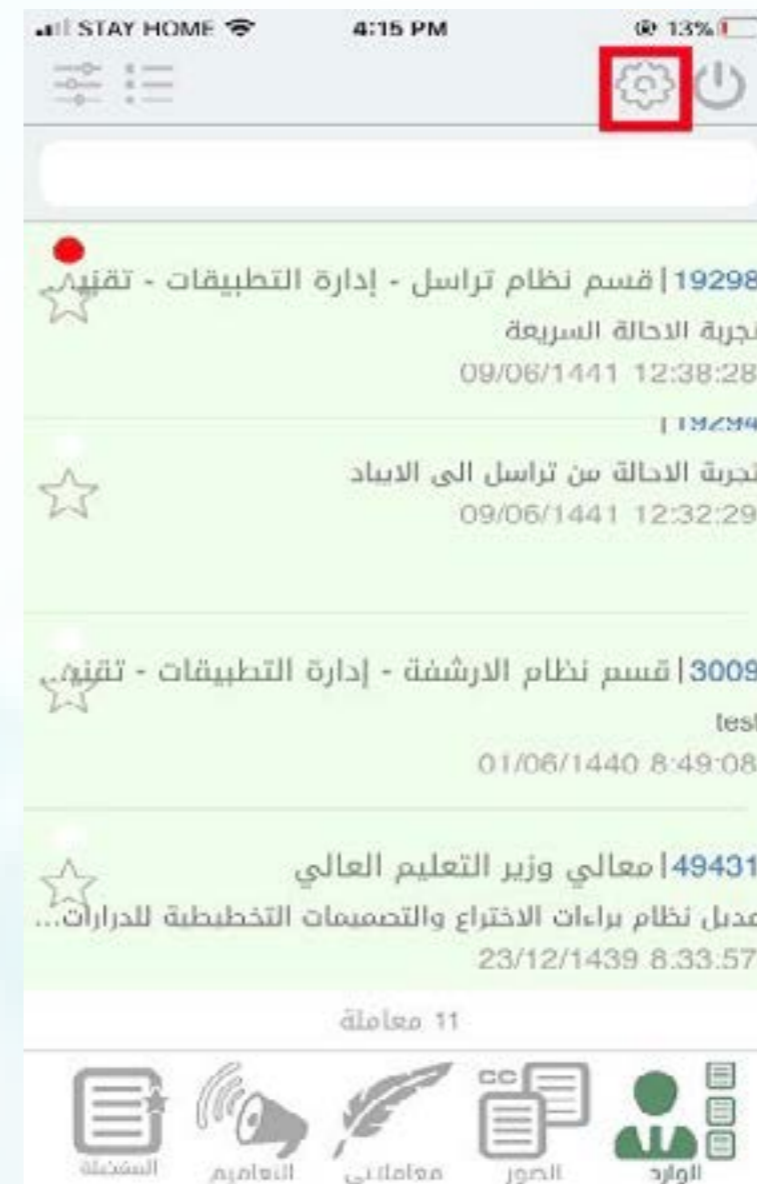 STAY HOME 4:15 PM 13%
19298|قسم نظام تراسل - إدارة التطبيقات - تقنية...
تجربة الاحالة السريعة
09/06/1441 12:38:28
19294|
تجربة الاحالة من تراسل الى الايباد
09/06/1441 12:32:29
3009|قسم نظام الارشفة - إدارة التطبيقات - تقنية...
test
01/06/1440 8:49:08
49431|معالي وزير التعليم العالي
نظام براءات الاختراع والتصميمات التخطيطية للدارات...
23/12/1439 8:33:57
11 معاملة
CC
الوارد الصور معاملاتي التعاميم المفضلة